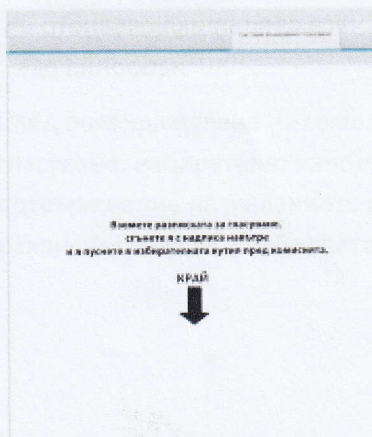 Вземете разписката за гласуване,
сгънете я с надписа навътре
и я пуснете в избирателната кутия пред комисията.
КРАЙ